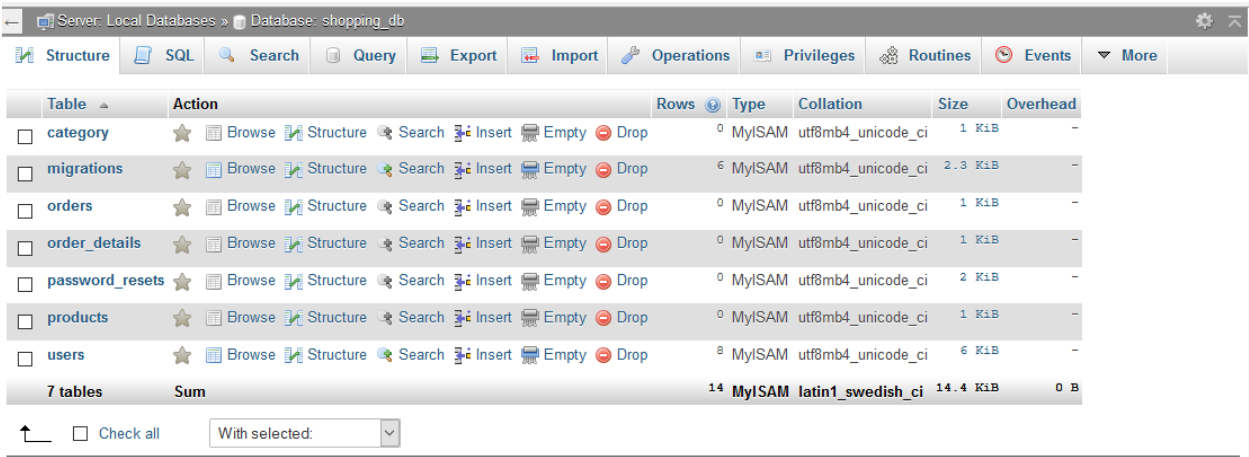 Server: Local Databases » Database: shopping_db
Structure SQL Search Query Export Import Operations Privileges Routines Events More
Table Action Rows Type Collation Size Overhead
category Browse Structure Search Insert Empty Drop 0 MyISAM utf8mb4_unicode_ci 1 KiB -
migrations Browse Structure Search Insert Empty Drop 6 MyISAM utf8mb4_unicode_ci 2.3 KiB -
orders Browse Structure Search Insert Empty Drop 0 MyISAM utf8mb4_unicode_ci 1 KiB -
order_details Browse Structure Search Insert Empty Drop 0 MyISAM utf8mb4_unicode_ci 1 KiB -
password_resets Browse Structure Search Insert Empty Drop 0 MyISAM utf8mb4_unicode_ci 2 KiB -
products Browse Structure Search Insert Empty Drop 0 MyISAM utf8mb4_unicode_ci 1 KiB -
users Browse Structure Search Insert Empty Drop 8 MyISAM utf8mb4_unicode_ci 6 KiB -
7 tables Sum 14 MyISAM latin1_swedish_ci 14.4 KiB 0 B
Check all With selected: